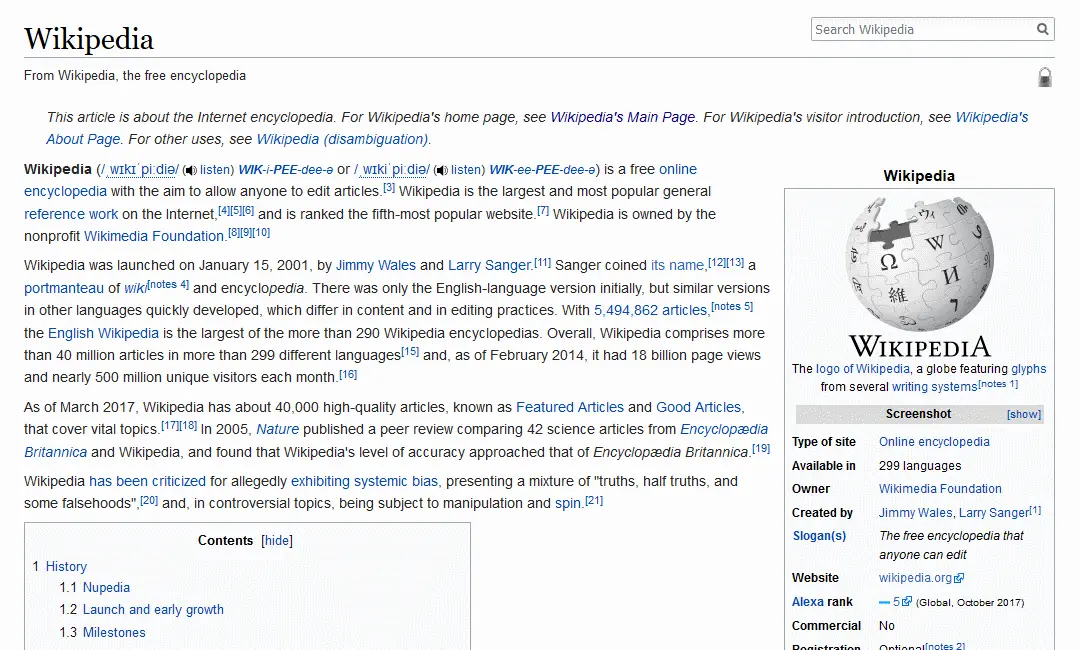 Wikipedia
Search Wikipedia
From Wikipedia, the free encyclopedia
This article is about the Internet encyclopedia. For Wikipedia's home page, see Wikipedia's Main Page. For Wikipedia's visitor introduction, see Wikipedia's
About Page. For other uses, see Wikipedia (disambiguation).
Wikipedia (/ˌwɪkɪˈpiːdiə/ (listen) WIK-i-PEE-dee-ə or /ˌwɪkiˈpiːdiə/ (listen) WIK-ee-PEE-dee-ə) is a free online
encyclopedia with the aim to allow anyone to edit articles.[3] Wikipedia is the largest and most popular general
reference work on the Internet,[4][5][6] and is ranked the fifth-most popular website.[7] Wikipedia is owned by the
nonprofit Wikimedia Foundation.[8][9][10]
Wikipedia was launched on January 15, 2001, by Jimmy Wales and Larry Sanger.[11] Sanger coined its name,[12][13] a
portmanteau of wiki[notes 4] and encyclopedia. There was only the English-language version initially, but similar versions
in other languages quickly developed, which differ in content and in editing practices. With 5,494,862 articles,[notes 5]
the English Wikipedia is the largest of the more than 290 Wikipedia encyclopedias. Overall, Wikipedia comprises more
than 40 million articles in more than 299 different languages[15] and, as of February 2014, it had 18 billion page views
and nearly 500 million unique visitors each month.[16]
As of March 2017, Wikipedia has about 40,000 high-quality articles, known as Featured Articles and Good Articles,
that cover vital topics.[17][18] In 2005, Nature published a peer review comparing 42 science articles from Encyclopædia
Britannica and Wikipedia, and found that Wikipedia's level of accuracy approached that of Encyclopædia Britannica.[19]
Wikipedia has been criticized for allegedly exhibiting systemic bias, presenting a mixture of "truths, half truths, and
some falsehoods",[20] and, in controversial topics, being subject to manipulation and spin.[21]
Contents [hide]
1 History
1.1 Nupedia
1.2 Launch and early growth
1.3 Milestones
Wikipedia
Ω W И 維
WIKIPEDIA
The logo of Wikipedia, a globe featuring glyphs
from several writing systems[notes 1]
Screenshot [show]
Type of site Online encyclopedia
Available in 299 languages
Owner Wikimedia Foundation
Created by Jimmy Wales, Larry Sanger[1]
Slogan(s) The free encyclopedia that
anyone can edit
Website wikipedia.org
Alexa rank 5 (Global, October 2017)
Commercial No
Registration Optional[notes 2]